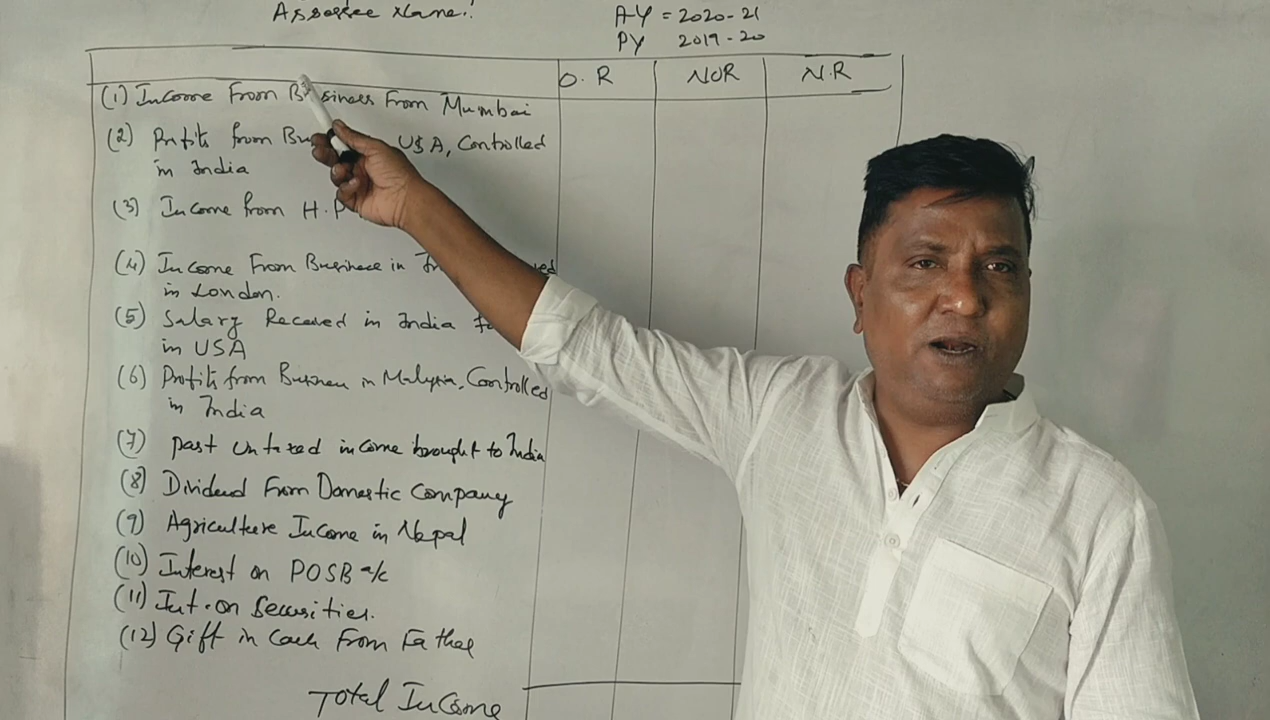 Assessee Name:
AY = 2020-21
PY 2019-20
O.R NOR N.R
(1) Income From Business From Mumbai
(2) Profits from USA, Controlled
in India
(3) Income from H.P
(4) Income From Business in
in London.
(5) Salary Received in India
in USA
(6) Profits from Business in Malysia, Controlled
in India
(7) past untaxed income brought to India
(8) Dividend From Domestic Company
(9) Agriculture Income in Nepal
(10) Interest on POSB a/c
(11) Int. on Securities.
(12) Gift in Cash From Father
Total Income